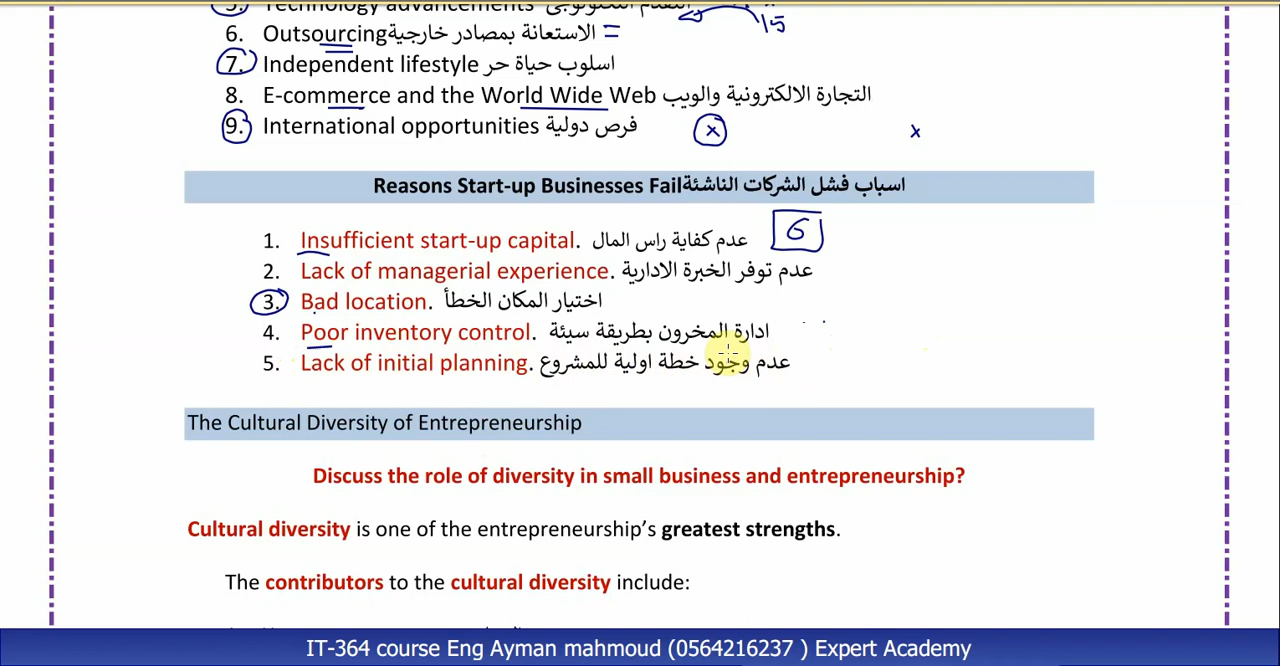 5. Technology advancements التقدم التكنولوجى
15
6. Outsourcing الاستعانة بمصادر خارجية =
7. Independent lifestyle اسلوب حياة حر
8. E-commerce and the World Wide Web التجارة الالكترونية والويب
9. International opportunities فرص دولية x x
Reasons Start-up Businesses Fail اسباب فشل الشركات الناشئة
1. Insufficient start-up capital. عدم كفاية راس المال 6
2. Lack of managerial experience. عدم توفر الخبرة الادارية
3. Bad location. اختيار المكان الخطأ
4. Poor inventory control. ادارة المخرون بطريقة سيئة
5. Lack of initial planning. عدم وجود خطة اولية للمشروع
The Cultural Diversity of Entrepreneurship
Discuss the role of diversity in small business and entrepreneurship?
Cultural diversity is one of the entrepreneurship's greatest strengths.
The contributors to the cultural diversity include:
IT-364 course Eng Ayman mahmoud (0564216237 ) Expert Academy